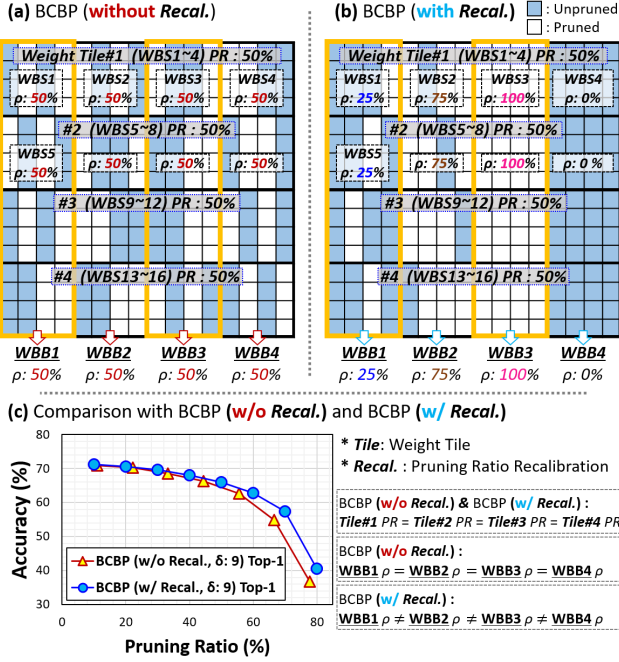 (a) BCBP (without Recal.)
Weight Tile#1 (WBS1~4) PR : 50%
WBS1 WBS2 WBS3 WBS4
ρ: 50% ρ: 50% ρ: 50% ρ: 50%
#2 (WBS5~8) PR : 50%
WBS5
ρ: 50% ρ: 50% ρ: 50% ρ: 50%
#3 (WBS9~12) PR : 50%
#4 (WBS13~16) PR : 50%
WBB1 WBB2 WBB3 WBB4
ρ: 50% ρ: 50% ρ: 50% ρ: 50%
(b) BCBP (with Recal.)
: Unpruned
: Pruned
Weight Tile#1 (WBS1~4) PR : 50%
WBS1 WBS2 WBS3 WBS4
ρ: 25% ρ: 75% ρ: 100% ρ: 0%
#2 (WBS5~8) PR : 50%
WBS5
ρ: 25% ρ: 75% ρ: 100% ρ: 0 %
#3 (WBS9~12) PR : 50%
#4 (WBS13~16) PR : 50%
WBB1 WBB2 WBB3 WBB4
ρ: 25% ρ: 75% ρ: 100% ρ: 0%
(c) Comparison with BCBP (w/o Recal.) and BCBP (w/ Recal.)
80
70
60
50
40
30
Accuracy (%)
BCBP (w/o Recal., δ: 9) Top-1
BCBP (w/ Recal., δ: 9) Top-1
0 20 40 60 80
Pruning Ratio (%)
* Tile: Weight Tile
* Recal. : Pruning Ratio Recalibration
BCBP (w/o Recal.) & BCBP (w/ Recal.) :
Tile#1 PR = Tile#2 PR = Tile#3 PR = Tile#4 PR
BCBP (w/o Recal.) :
WBB1 ρ = WBB2 ρ = WBB3 ρ = WBB4 ρ
BCBP (w/ Recal.) :
WBB1 ρ ≠ WBB2 ρ ≠ WBB3 ρ ≠ WBB4 ρ